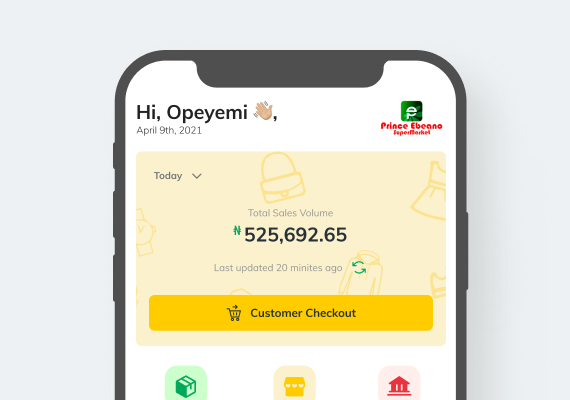 Hi, Opeyemi 👋🏼,
April 9th, 2021
Prince Ebeano
SuperMarket
Today
Total Sales Volume
₦525,692.65
Last updated 20 minites ago
Customer Checkout